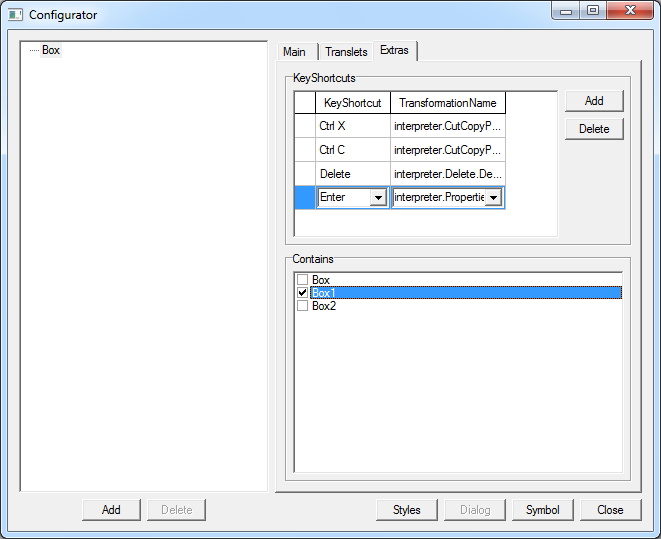 Configurator
Box
Main Translets Extras
KeyShortcuts
KeyShortcut TransformationName
Ctrl X interpreter.CutCopyP...
Ctrl C interpreter.CutCopyP...
Delete interpreter.Delete.De...
Enter interpreter.Propertie
Add
Delete
Contains
Box
Box1
Box2
Add Delete Styles Dialog Symbol Close